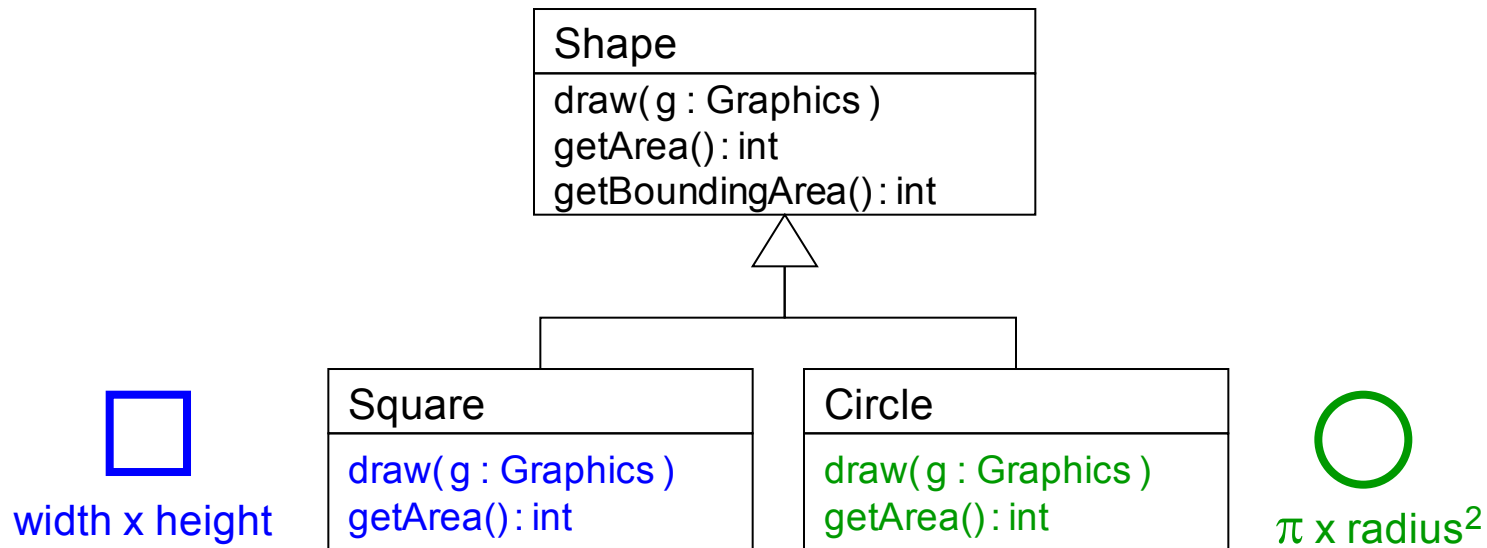 Shape
draw( g : Graphics )
getArea() : int
getBoundingArea() : int
Square
draw( g : Graphics )
getArea() : int
width x height
Circle
draw( g : Graphics )
getArea() : int
π x radius²